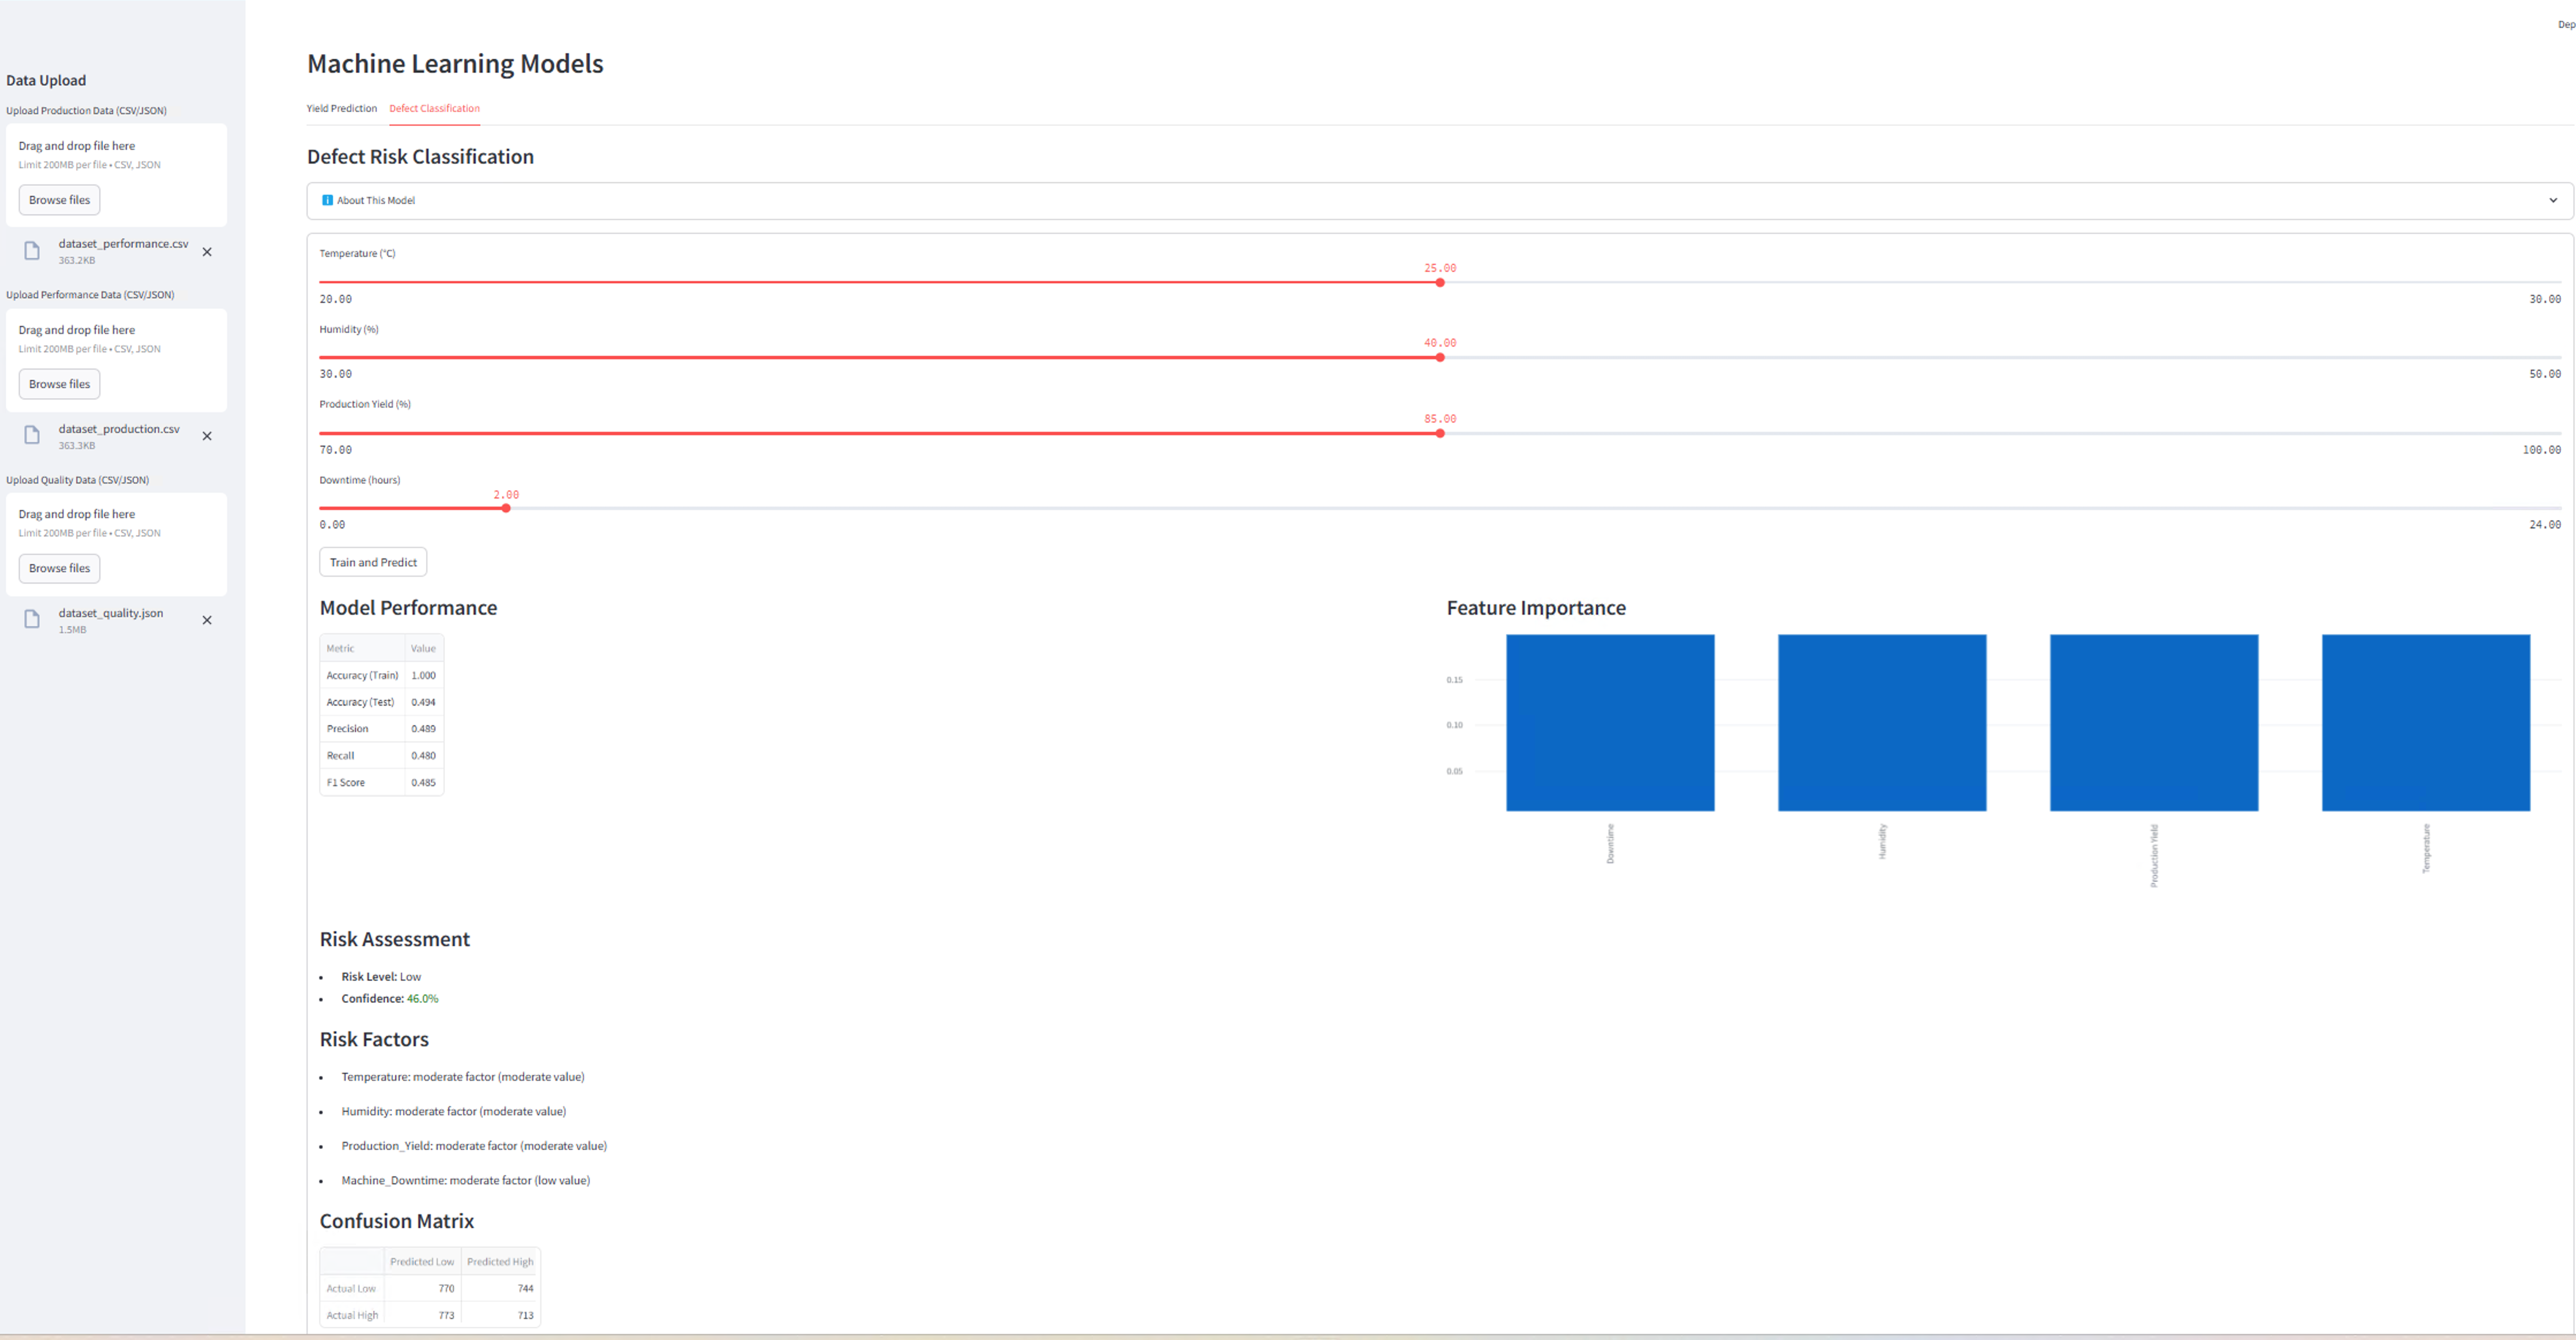 Dep
Data Upload
Upload Production Data (CSV/JSON)
Drag and drop file here
Limit 200MB per file • CSV, JSON
Browse files
dataset_performance.csv
363.2KB
Upload Performance Data (CSV/JSON)
Drag and drop file here
Limit 200MB per file • CSV, JSON
Browse files
dataset_production.csv
363.3KB
Upload Quality Data (CSV/JSON)
Drag and drop file here
Limit 200MB per file • CSV, JSON
Browse files
dataset_quality.json
1.5MB
Machine Learning Models
Yield Prediction Defect Classification
Defect Risk Classification
About This Model
Temperature (°C)
25.00
20.00 30.00
Humidity (%)
40.00
30.00 50.00
Production Yield (%)
85.00
70.00 100.00
Downtime (hours)
2.00
0.00 24.00
Train and Predict
Model Performance
Metric Value
Accuracy (Train) 1.000
Accuracy (Test) 0.494
Precision 0.489
Recall 0.480
F1 Score 0.485
Feature Importance
0.15
0.10
0.05
Downtime
Humidity
Production Yield
Temperature
Risk Assessment
• Risk Level: Low
• Confidence: 46.0%
Risk Factors
• Temperature: moderate factor (moderate value)
• Humidity: moderate factor (moderate value)
• Production_Yield: moderate factor (moderate value)
• Machine_Downtime: moderate factor (low value)
Confusion Matrix
Predicted Low Predicted High
Actual Low 770 744
Actual High 773 713